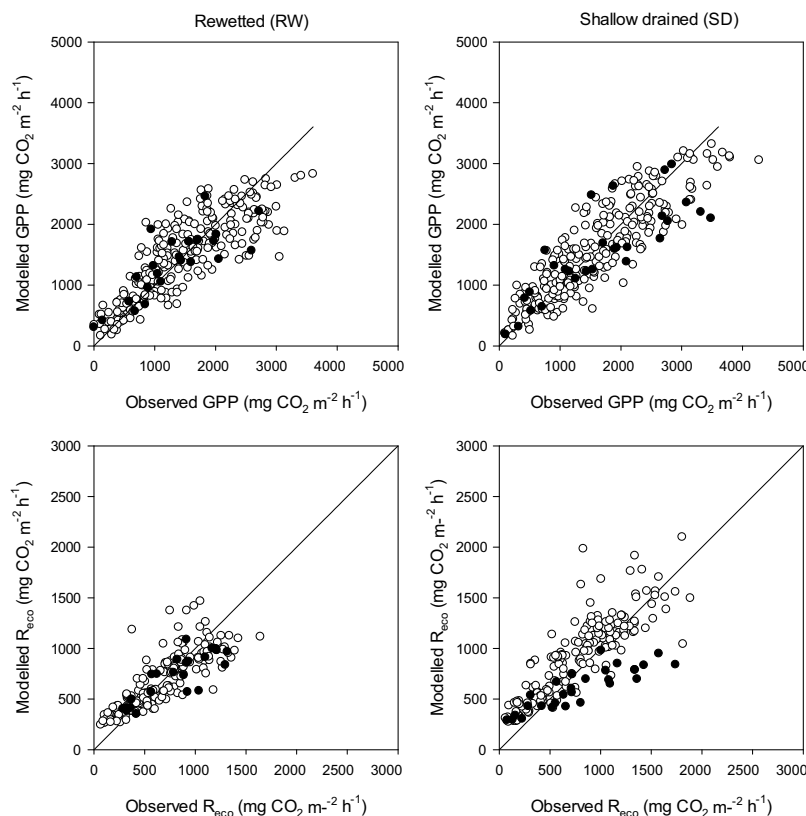 Rewetted (RW)
Shallow drained (SD)
5000
4000
3000
2000
1000
0
Modelled GPP (mg CO2 m-2 h-1)
0 1000 2000 3000 4000 5000
Observed GPP (mg CO2 m-2 h-1)
5000
4000
3000
2000
1000
0
Modelled GPP (mg CO2 m-2 h-1)
0 1000 2000 3000 4000 5000
Observed GPP (mg CO2 m-2 h-1)
3000
2500
2000
1500
1000
500
0
Modelled Reco (mg CO2 m-2 h-1)
0 500 1000 1500 2000 2500 3000
Observed Reco (mg CO2 m-2 h-1)
3000
2500
2000
1500
1000
500
0
Modelled Reco (mg CO2 m-2 h-1)
0 500 1000 1500 2000 2500 3000
Observed Reco (mg CO2 m-2 h-1)